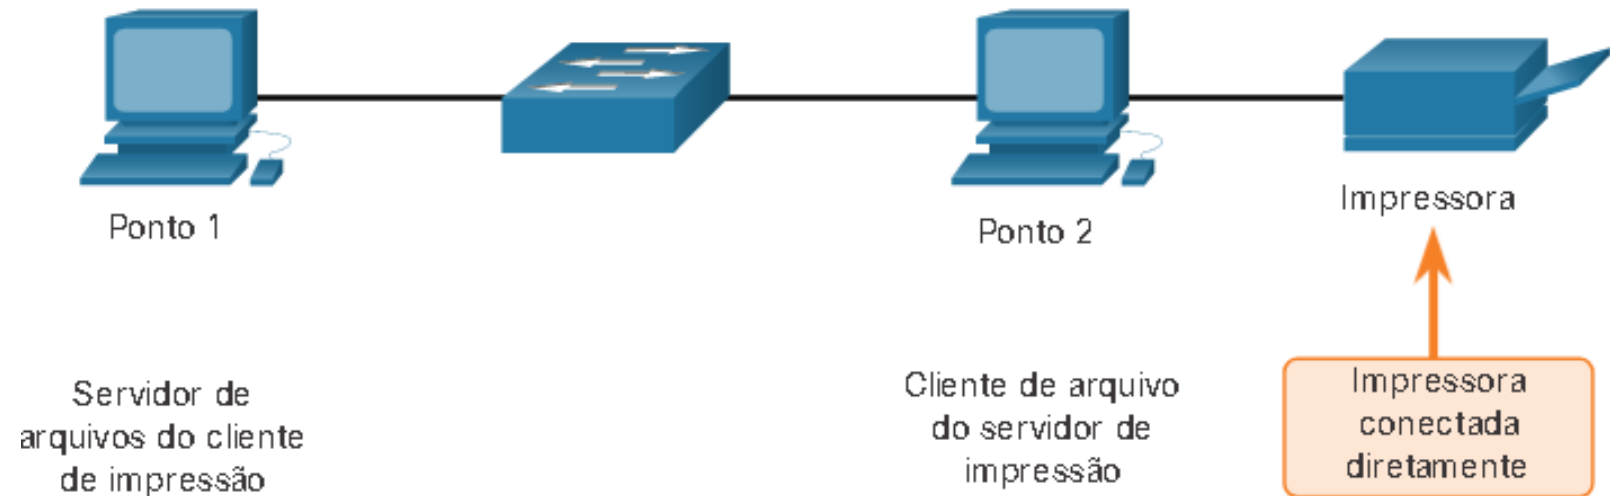 Ponto 1
Ponto 2
Impressora
Servidor de
arquivos do cliente
de impressão
Cliente de arquivo
do servidor de
impressão
Impressora
conectada
diretamente